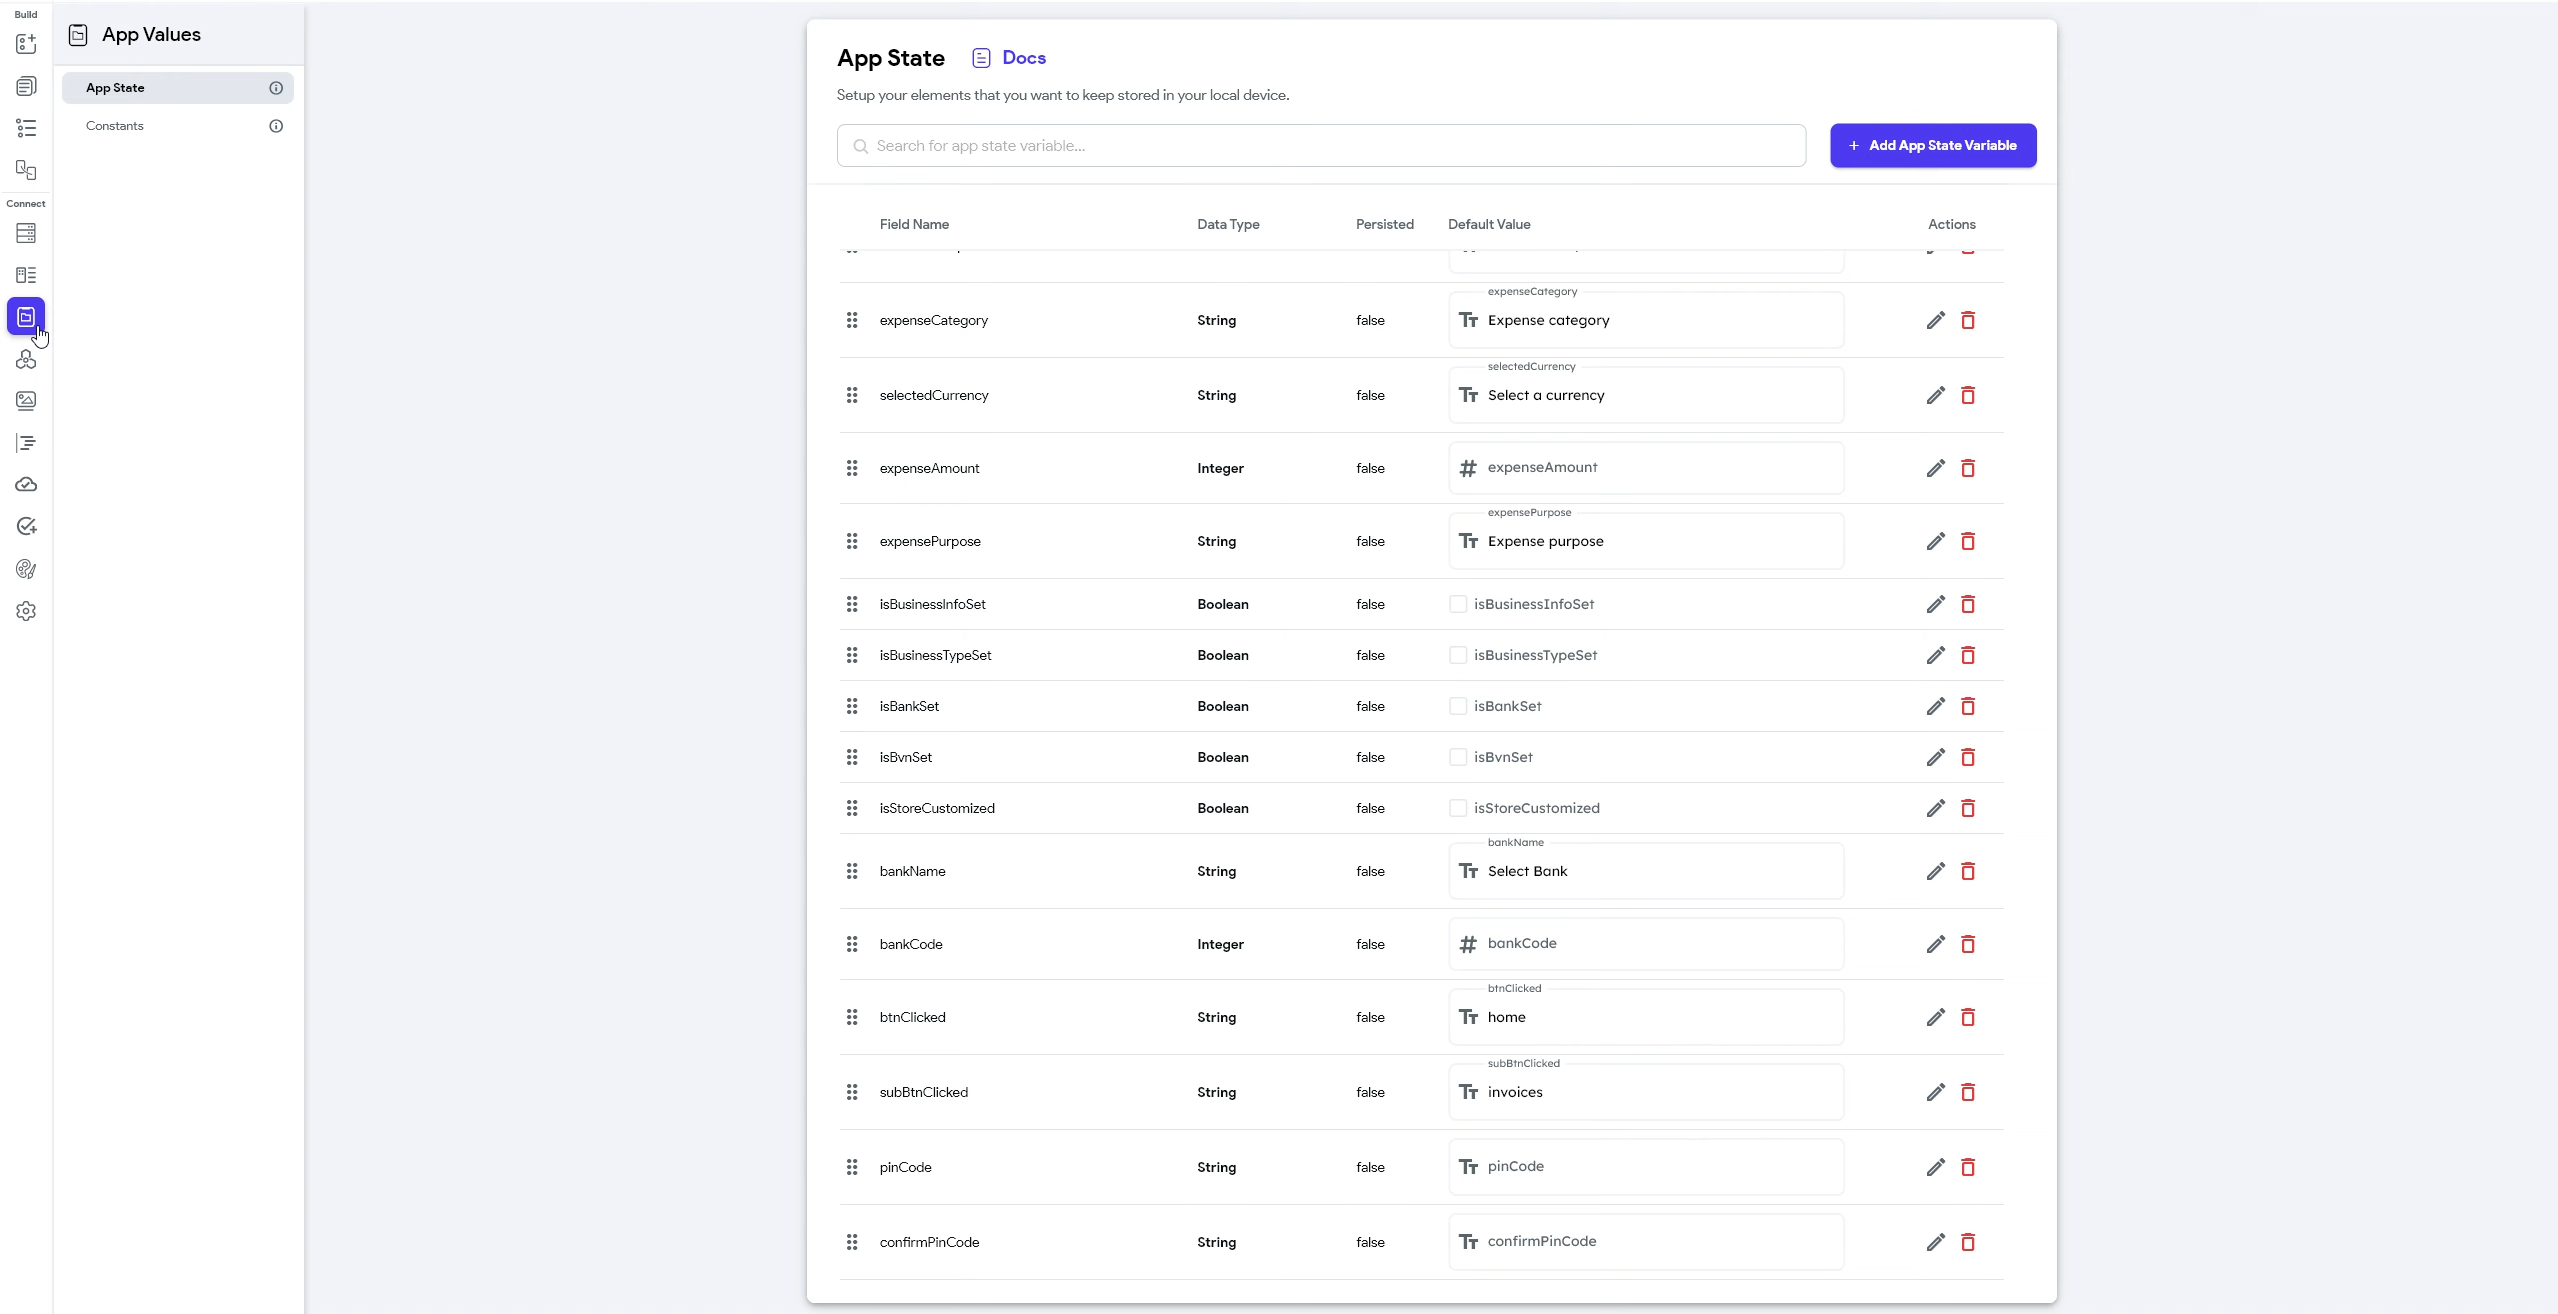 Build
App Values
App State
Constants
Connect
App State Docs
Setup your elements that you want to keep stored in your local device.
Search for app state variable...
+ Add App State Variable
Field Name Data Type Persisted Default Value Actions
expenseCategory
expenseCategory String false Expense category
selectedCurrency
selectedCurrency String false Select a currency
expenseAmount Integer false # expenseAmount
expensePurpose
expensePurpose String false Expense purpose
isBusinessInfoSet Boolean false isBusinessInfoSet
isBusinessTypeSet Boolean false isBusinessTypeSet
isBankSet Boolean false isBankSet
isBvnSet Boolean false isBvnSet
isStoreCustomized Boolean false isStoreCustomized
bankName
bankName String false Select Bank
bankCode Integer false # bankCode
btnClicked
btnClicked String false home
subBtnClicked
subBtnClicked String false invoices
pinCode String false pinCode
confirmPinCode String false confirmPinCode